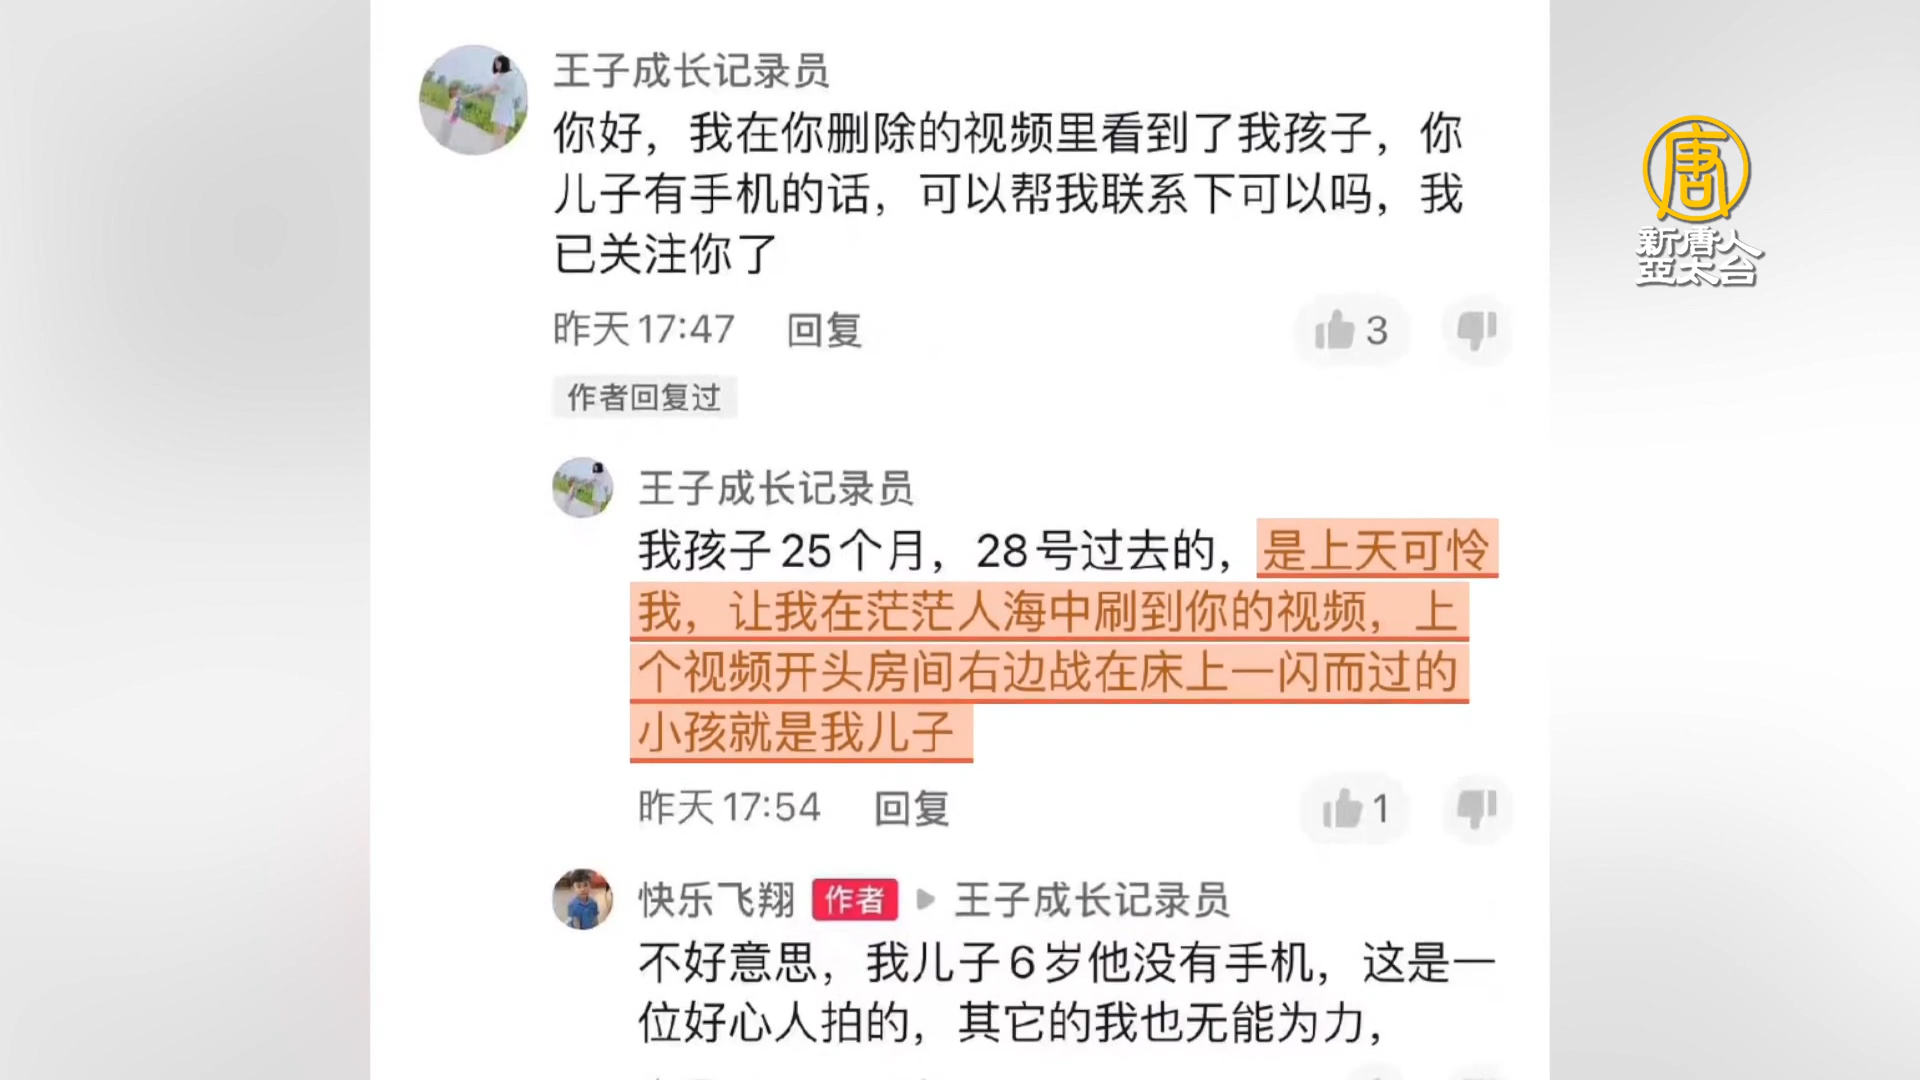 王子成长记录员
你好，我在你删除的视频里看到了我孩子，你
儿子有手机的话，可以帮我联系下可以吗，我
已关注你了
昨天17:47 回复
3
作者回复过
王子成长记录员
我孩子25个月，28号过去的，是上天可怜
我，让我在茫茫人海中刷到你的视频，上
个视频开头房间右边战在床上一闪而过的
小孩就是我儿子
昨天17:54 回复
1
快乐飞翔 作者 王子成长记录员
不好意思，我儿子6岁他没有手机，这是一
位好心人拍的，其它的我也无能为力，
唐
新唐人
亞太台